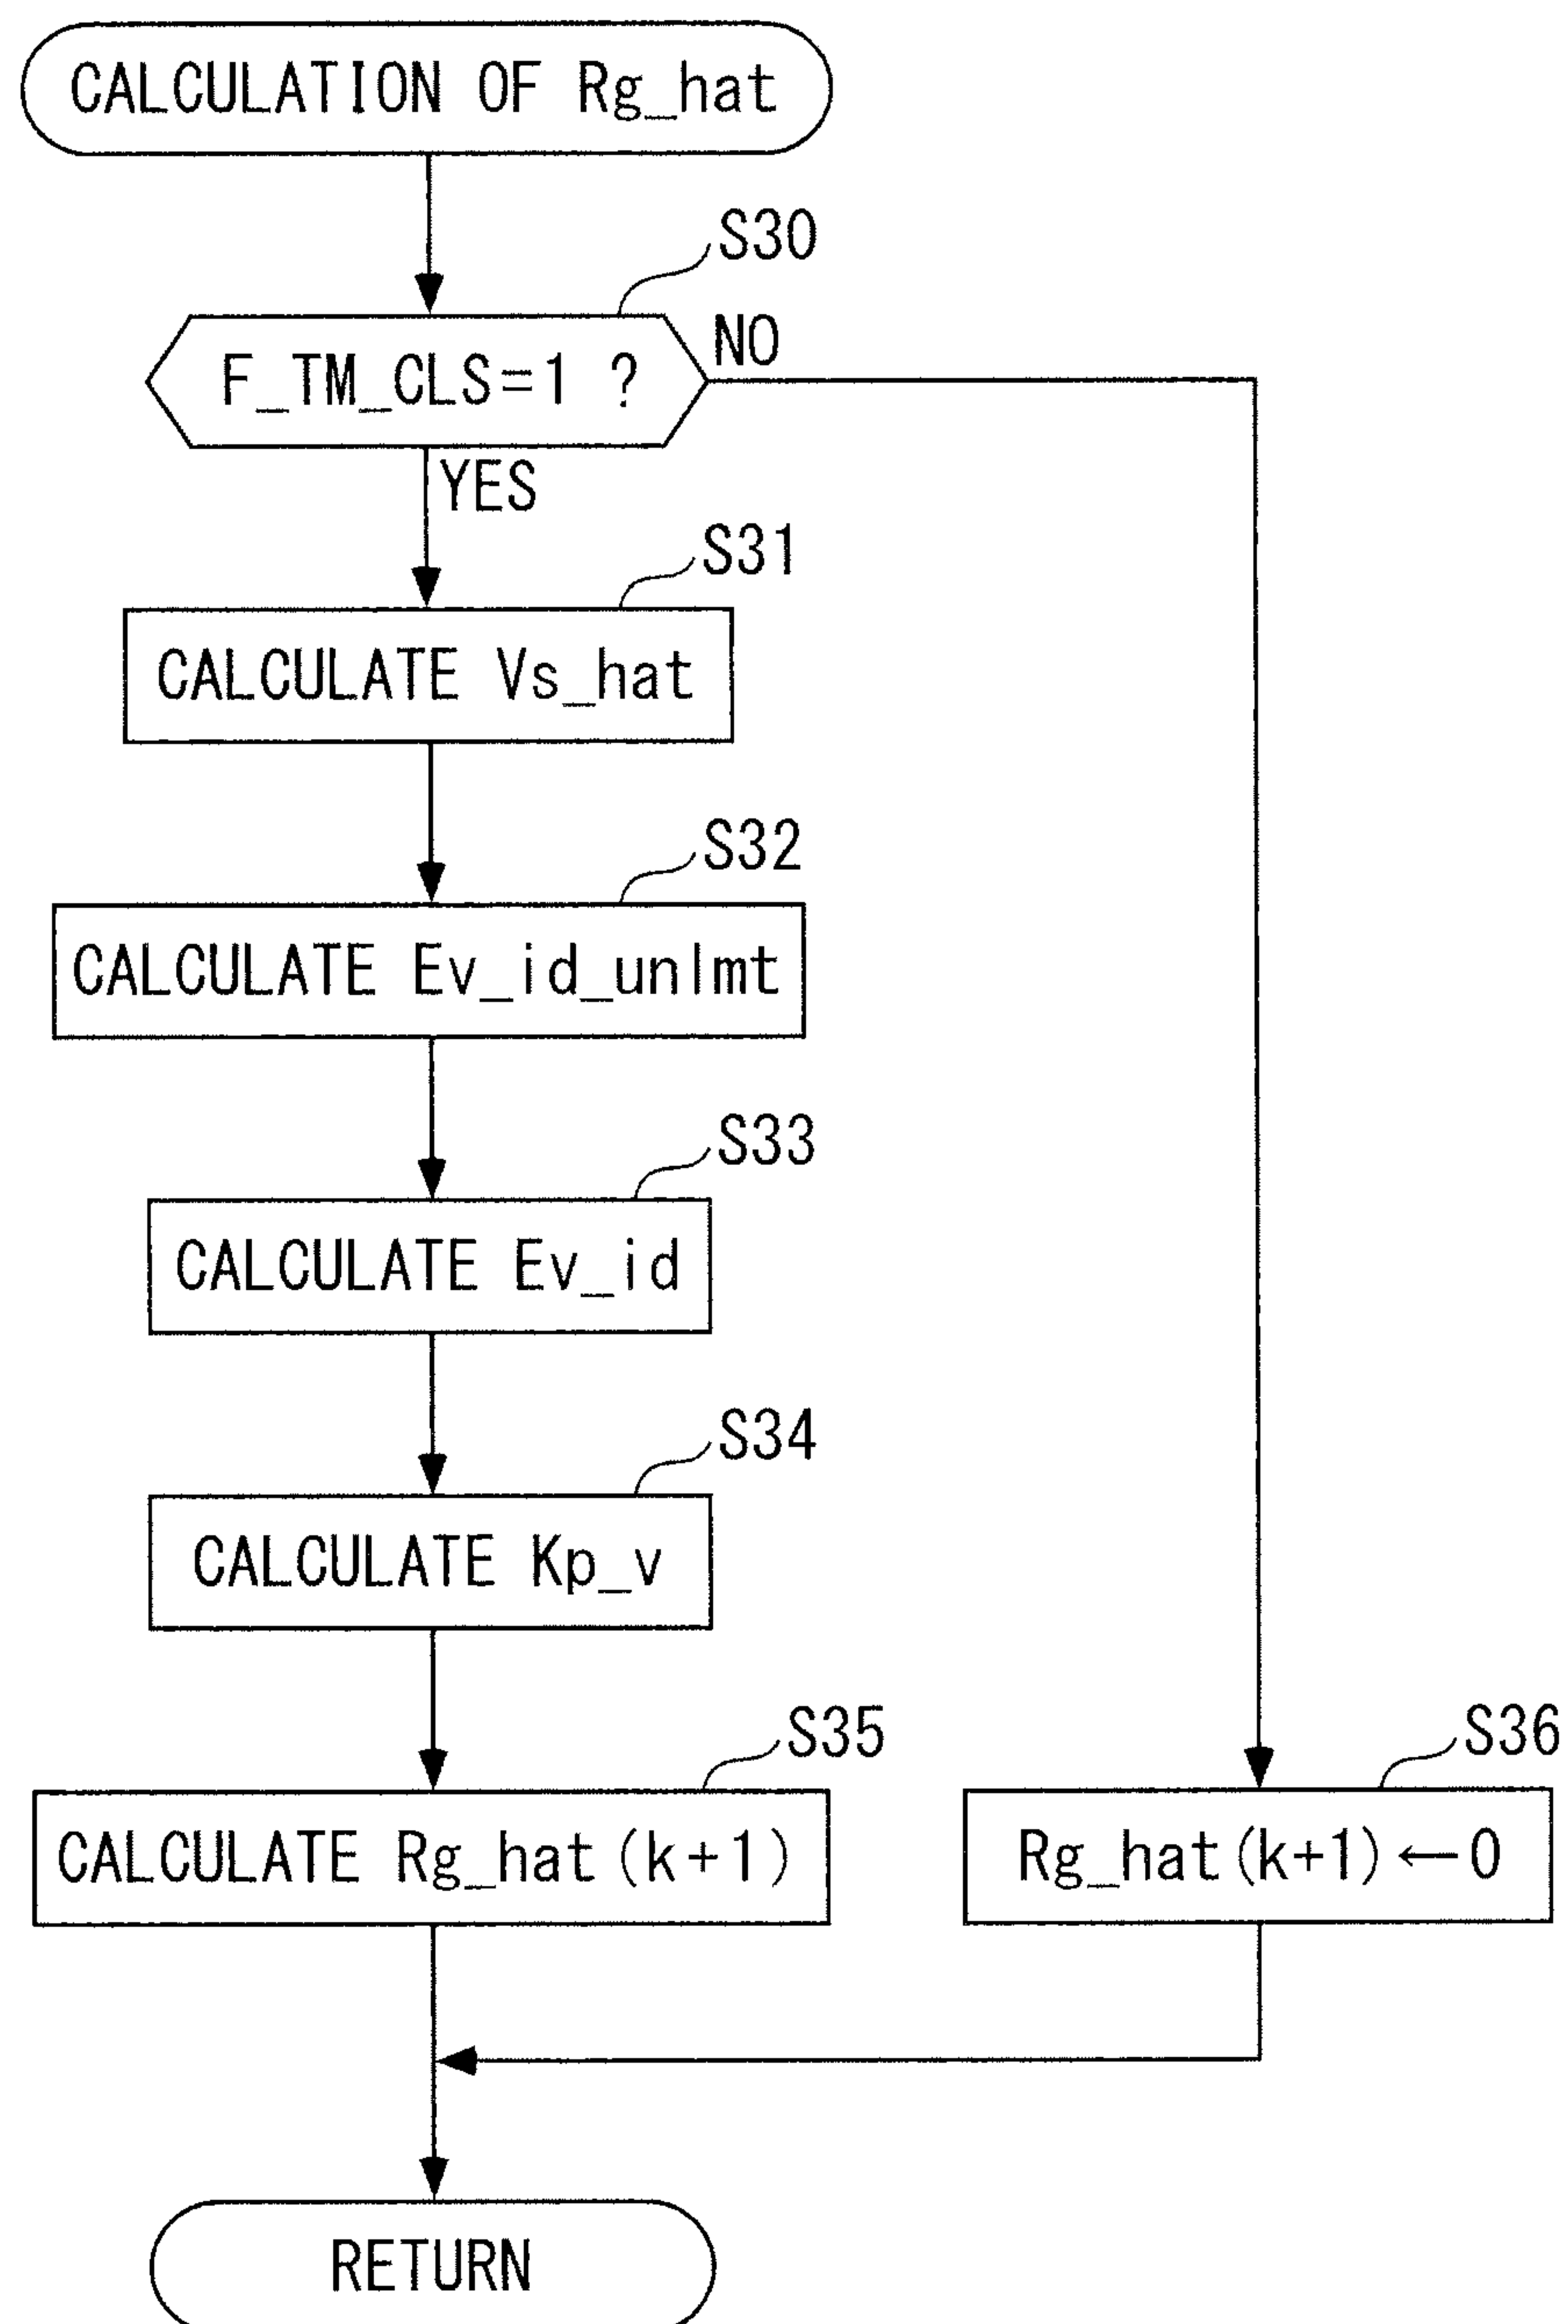 CALCULATION OF Rg_hat
S30
F_TM_CLS=1 ?
NO
YES
S31
CALCULATE Vs_hat
S32
CALCULATE Ev_id_unlmt
S33
CALCULATE Ev_id
S34
CALCULATE Kp_v
S35
CALCULATE Rg_hat(k+1)
S36
Rg_hat(k+1)←0
RETURN